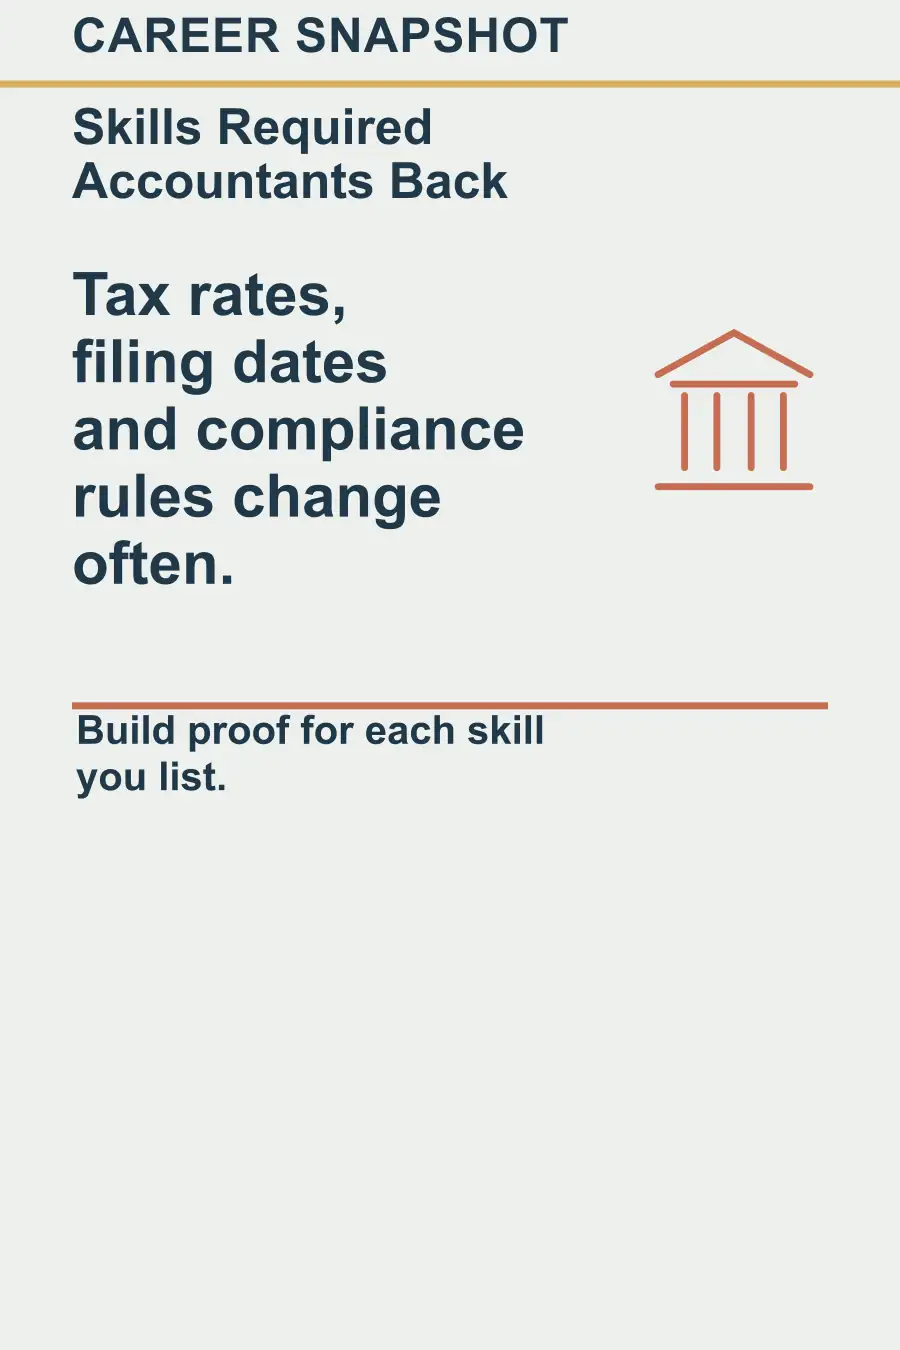 CAREER SNAPSHOT
Skills Required
Accountants Back
Tax rates,
filing dates
and compliance
rules change
often.
Build proof for each skill
you list.